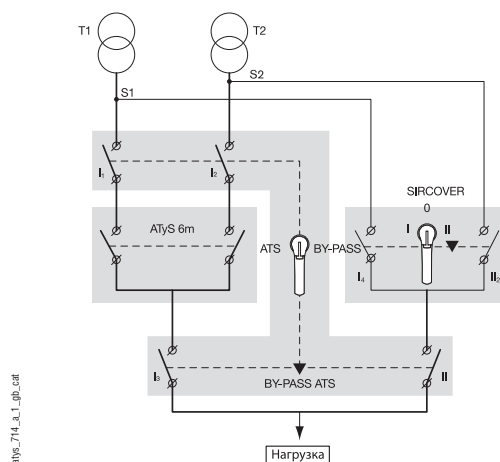 T1
T2
S2
S1
I1
I2
SIRCOVER
0
I
II
ATyS 6m
ATS
BY-PASS
I4
II2
I3
BY-PASS ATS
II
Нагрузка
atys_714_a_1_gb_cat